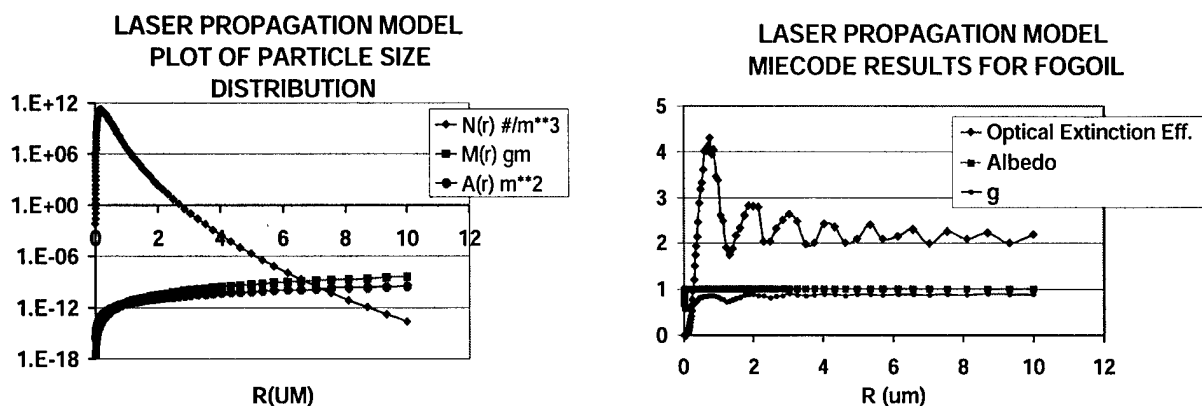 LASER PROPAGATION MODEL
PLOT OF PARTICLE SIZE
DISTRIBUTION
1.E+12
1.E+06
1.E+00
1.E-06
1.E-12
1.E-18
0 2 4 6 8 10 12
R(UM)
N(r) #/m**3
M(r) gm
A(r) m**2
LASER PROPAGATION MODEL
MIECODE RESULTS FOR FOGOIL
5
4
3
2
1
0
0 2 4 6 8 10 12
R (um)
Optical Extinction Eff.
Albedo
g